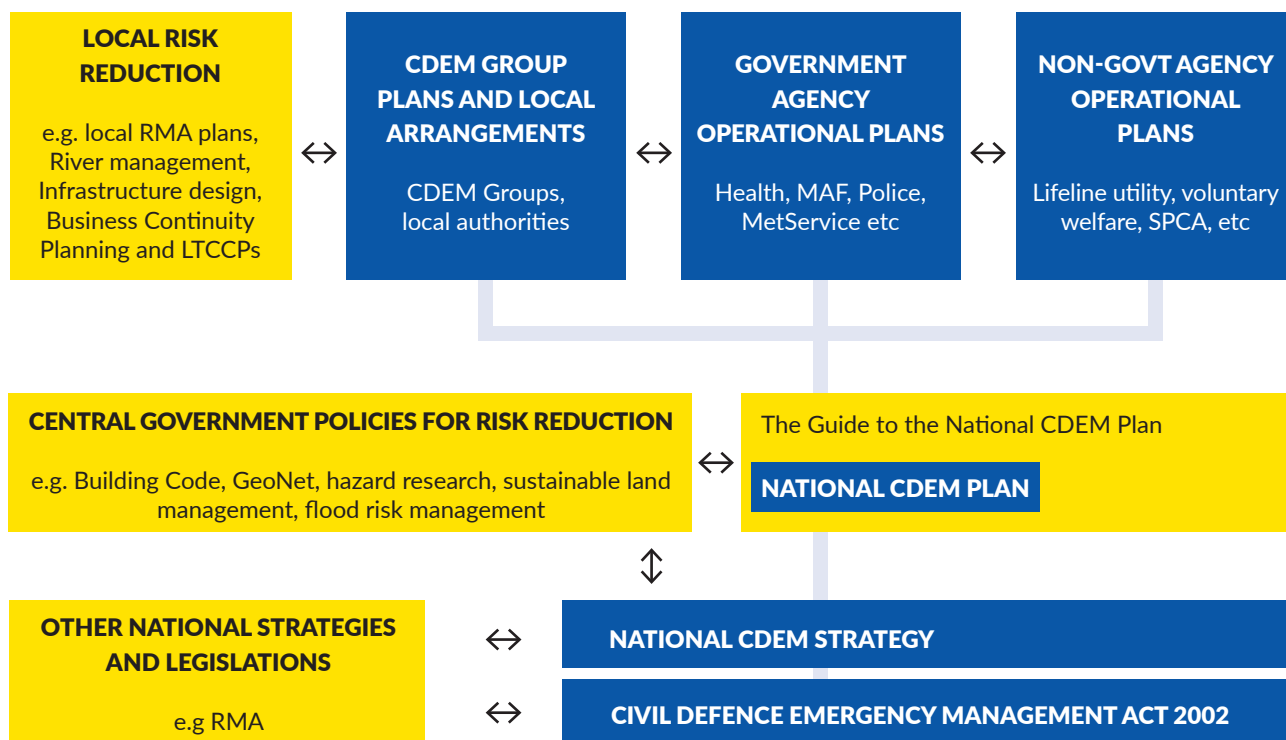 LOCAL RISK
REDUCTION
e.g. local RMA plans,
River management,
Infrastructure design,
Business Continuity
Planning and LTCCPs
CDEM GROUP
PLANS AND LOCAL
ARRANGEMENTS
CDEM Groups,
local authorities
GOVERNMENT
AGENCY
OPERATIONAL PLANS
Health, MAF, Police,
MetService etc
NON-GOVT AGENCY
OPERATIONAL
PLANS
Lifeline utility, voluntary
welfare, SPCA, etc
CENTRAL GOVERNMENT POLICIES FOR RISK REDUCTION
e.g. Building Code, GeoNet, hazard research, sustainable land
management, flood risk management
The Guide to the National CDEM Plan
NATIONAL CDEM PLAN
OTHER NATIONAL STRATEGIES
AND LEGISLATIONS
e.g RMA
NATIONAL CDEM STRATEGY
CIVIL DEFENCE EMERGENCY MANAGEMENT ACT 2002